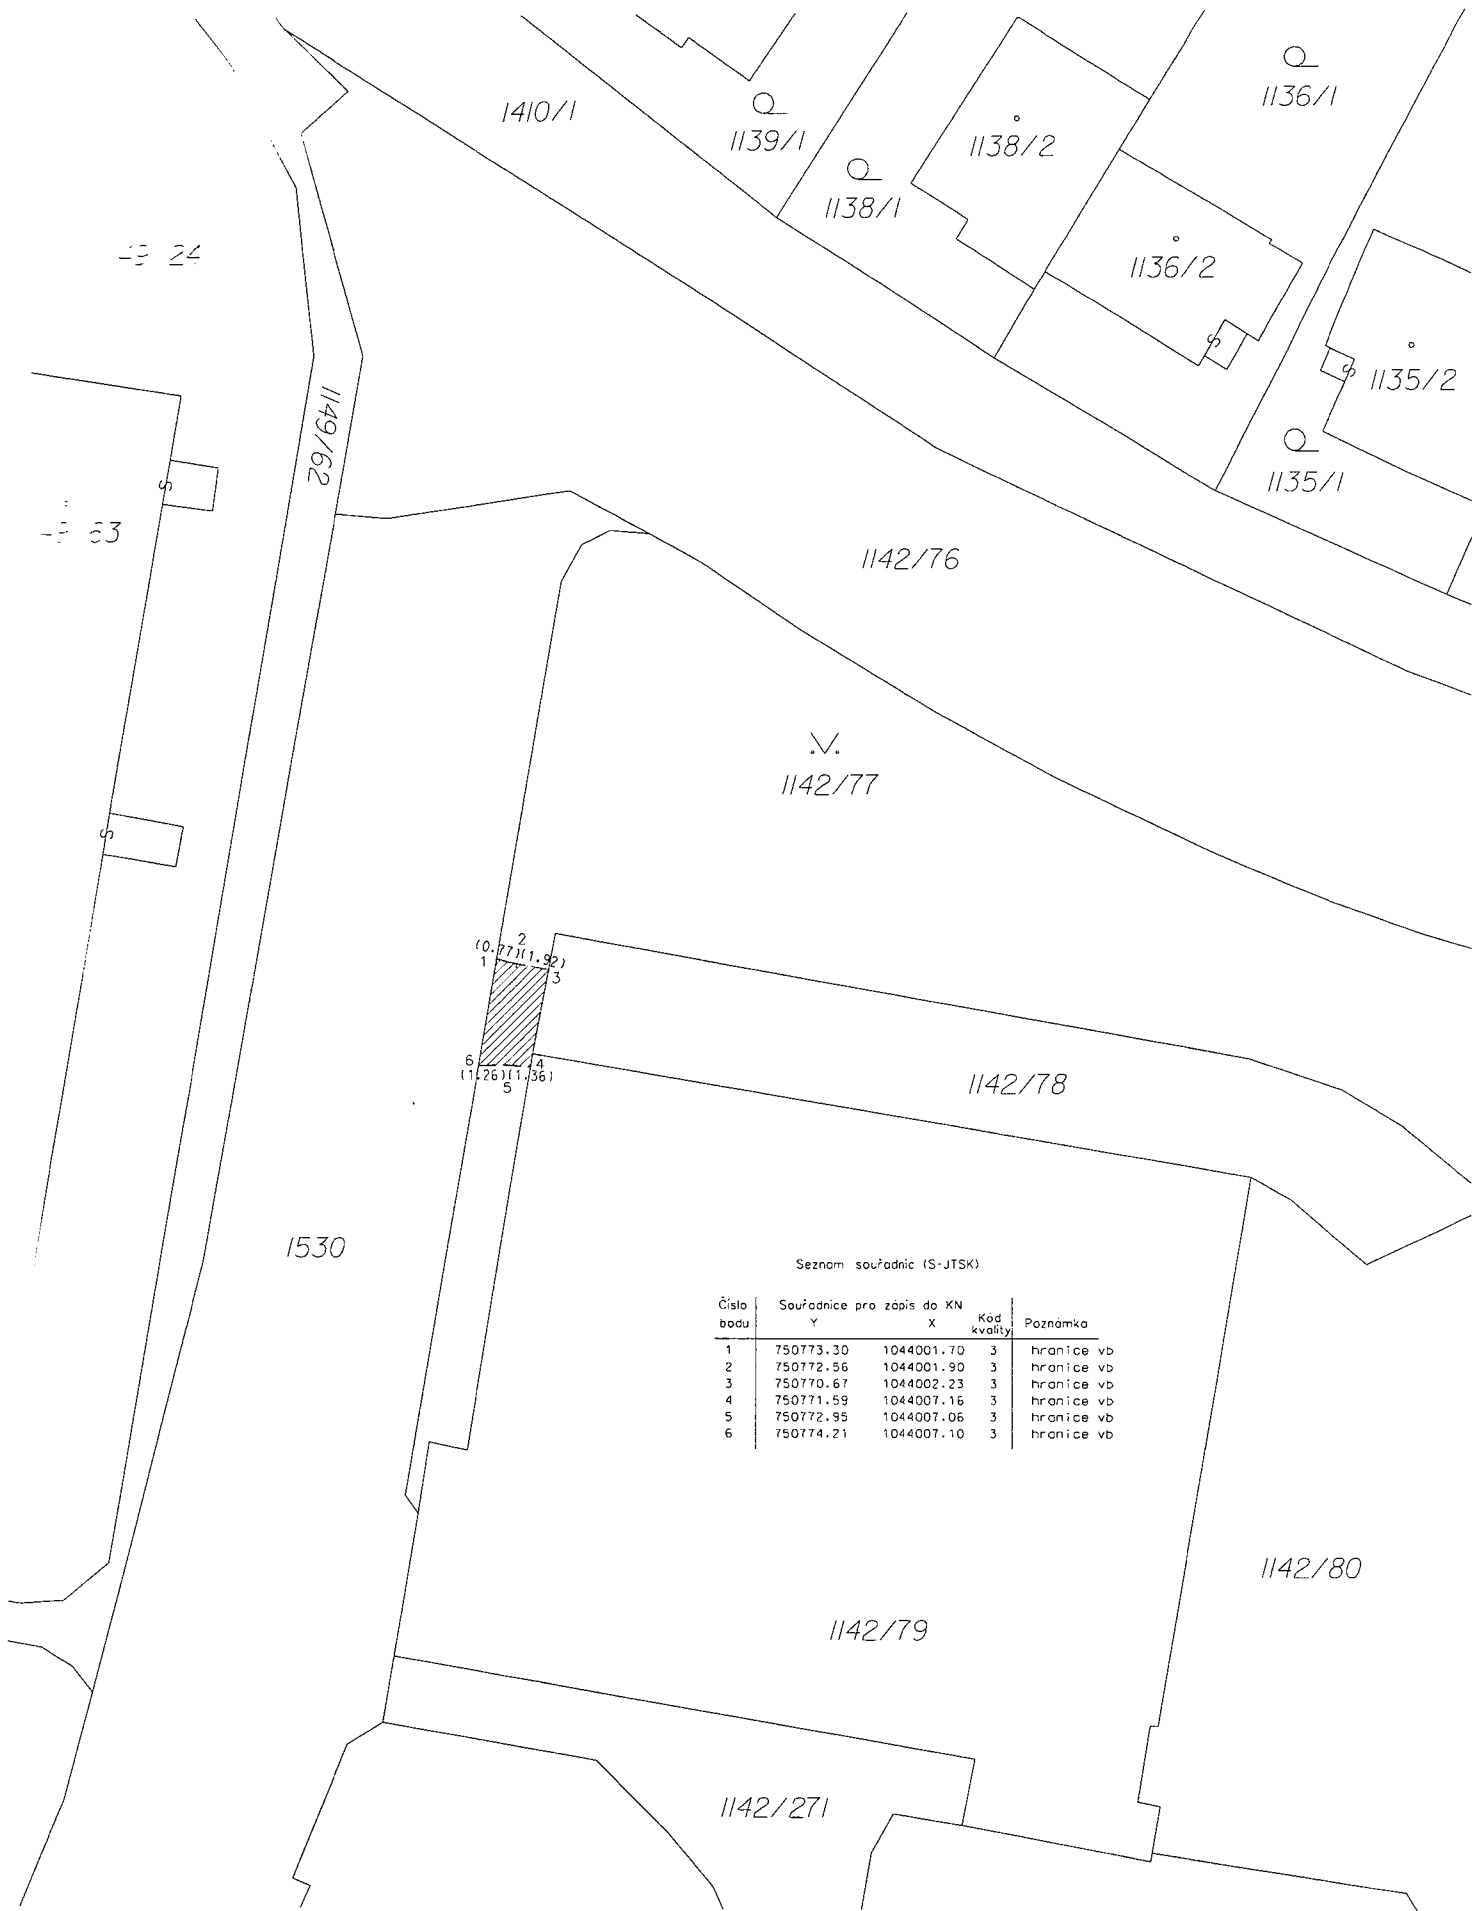 1136/1
1410/1
1139/1
1138/2
1138/1
24
1136/2
S
S
1135/2
1149/62
1135/1
S
63
1142/76
1142/77
S
2
(0.77)(1.92)
1
3
6
4
(1.26)(1.36)
5
1142/78
1530
Seznam souřadnic (S-JTSK)
Číslo bodu Souřadnice pro zápis do KN Kód kvality Poznámka
Y X
1 750773.30 1044001.70 3 hranice vb
2 750772.56 1044001.90 3 hranice vb
3 750770.67 1044002.23 3 hranice vb
4 750771.59 1044007.16 3 hranice vb
5 750772.95 1044007.06 3 hranice vb
6 750774.21 1044007.10 3 hranice vb
1142/80
1142/79
1142/271